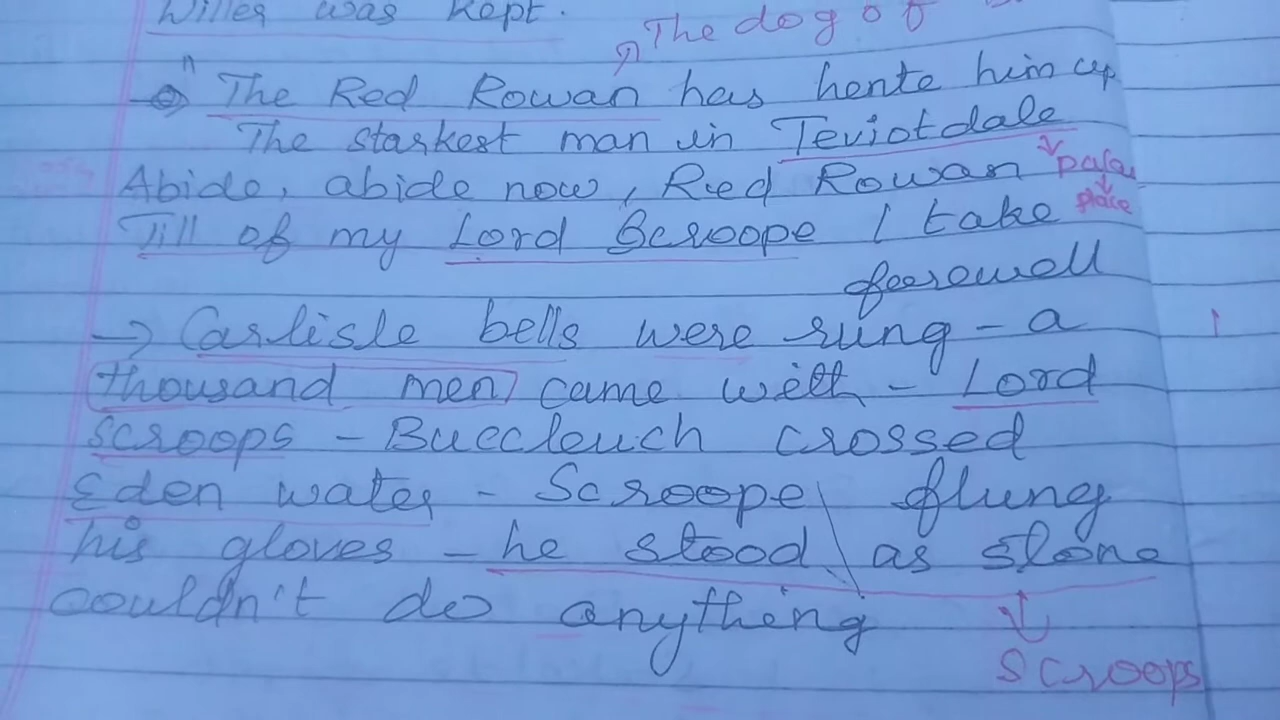 Willes was kept.
The dog of
→ " The Red Rowan has hente him up
The starkest man in Teviotdale
Abide, abide now, Red Rowan
place
Till of my Lord Scroope I take
farewell
→ Carlisle bells were rung - a
thousand men came with - Lord
Scroops - Buccleuch crossed
Eden water - Scroope flung
his gloves - he stood as stone
couldn't do anything
Scroops